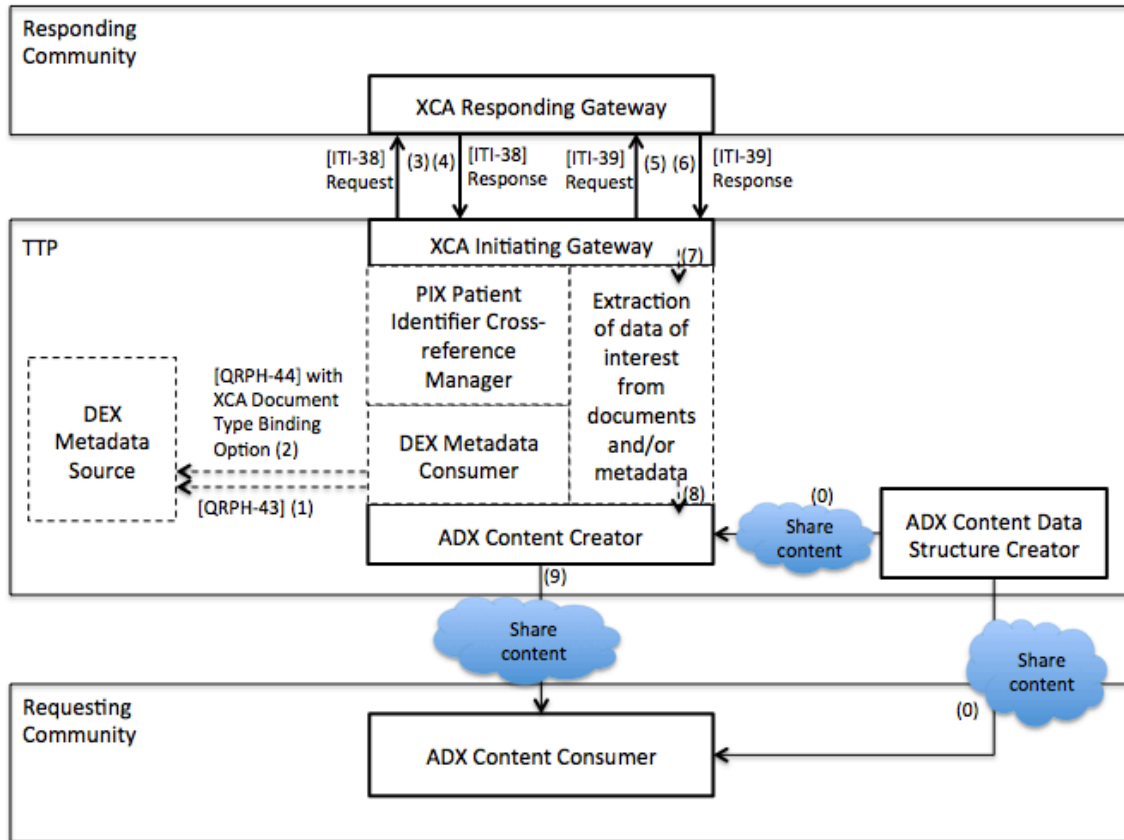 Responding
Community
XCA Responding Gateway
[ITI-38]
Request
(3) (4)
[ITI-38]
Response
[ITI-39]
Request
(5) (6)
[ITI-39]
Response
TTP
XCA Initiating Gateway
(7)
PIX Patient
Identifier Cross-
reference
Manager
Extraction
of data of
interest
from
documents
and/or
metadata
DEX
Metadata
Source
[QRPH-44] with
XCA Document
Type Binding
Option (2)
[QRPH-43] (1)
DEX Metadata
Consumer
(8)
ADX Content Creator
(0)
Share
content
ADX Content Data
Structure Creator
(9)
Share
content
Share
content
(0)
Requesting
Community
ADX Content Consumer